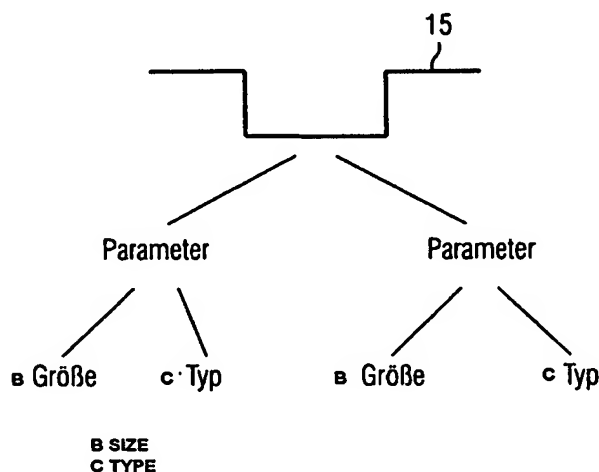 15
Parameter Parameter
B Größe C Typ B Größe C Typ
B SIZE
C TYPE